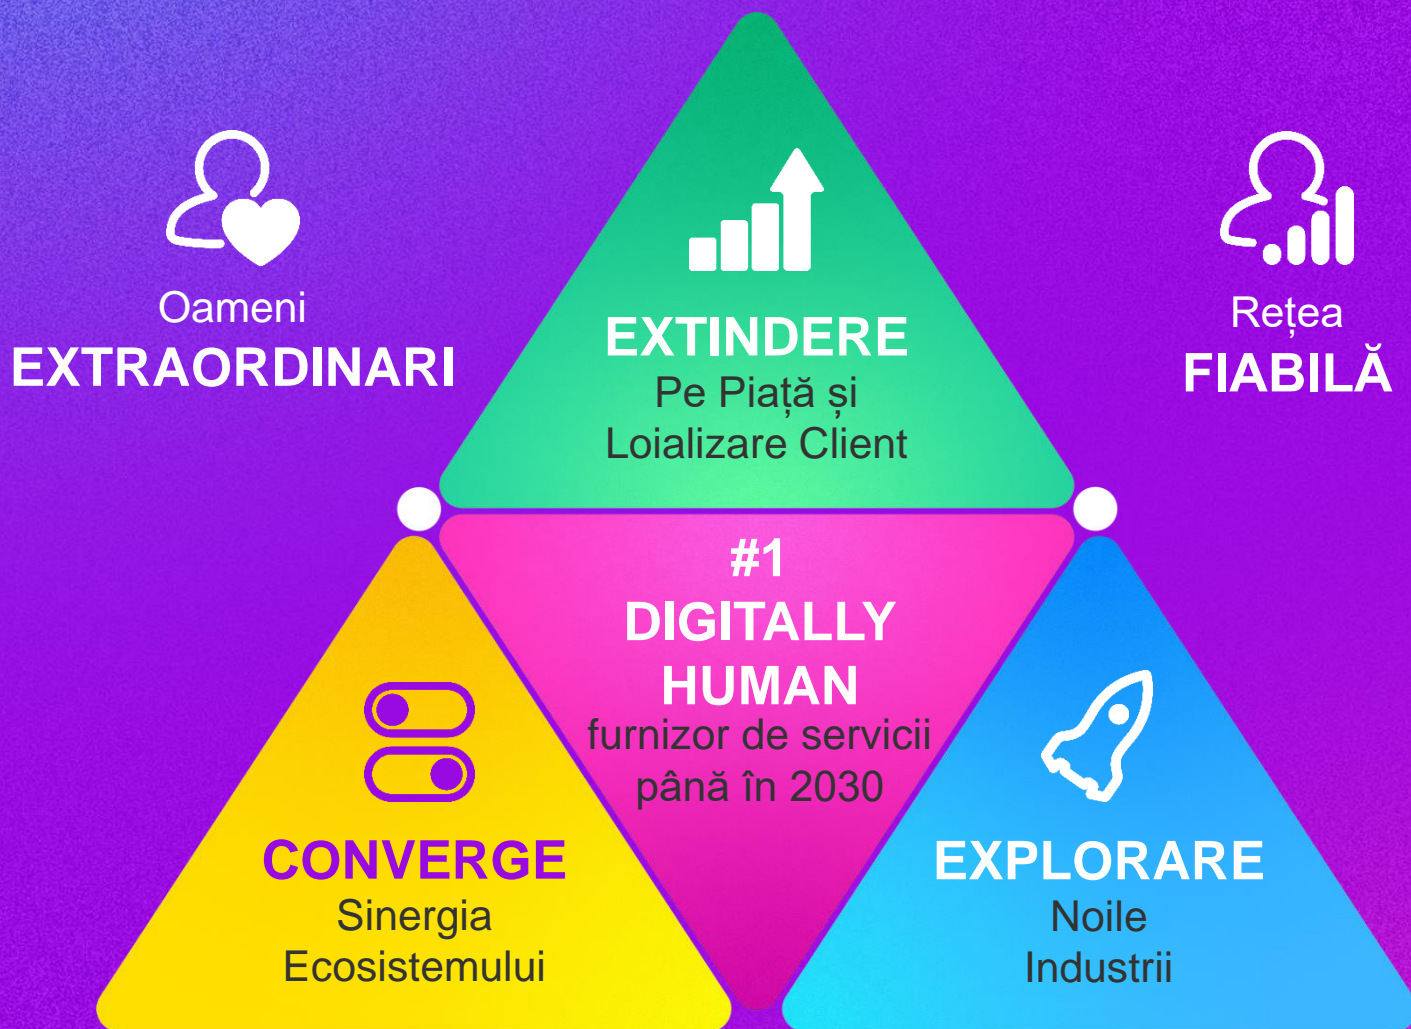 Oameni
EXTRAORDINARI
Rețea
FIABILĂ
EXTINDERE
Pe Piață și
Loializare Client
#1
DIGITALLY
HUMAN
furnizor de servicii
până în 2030
CONVERGE
Sinergia
Ecosistemului
EXPLORARE
Noile
Industrii